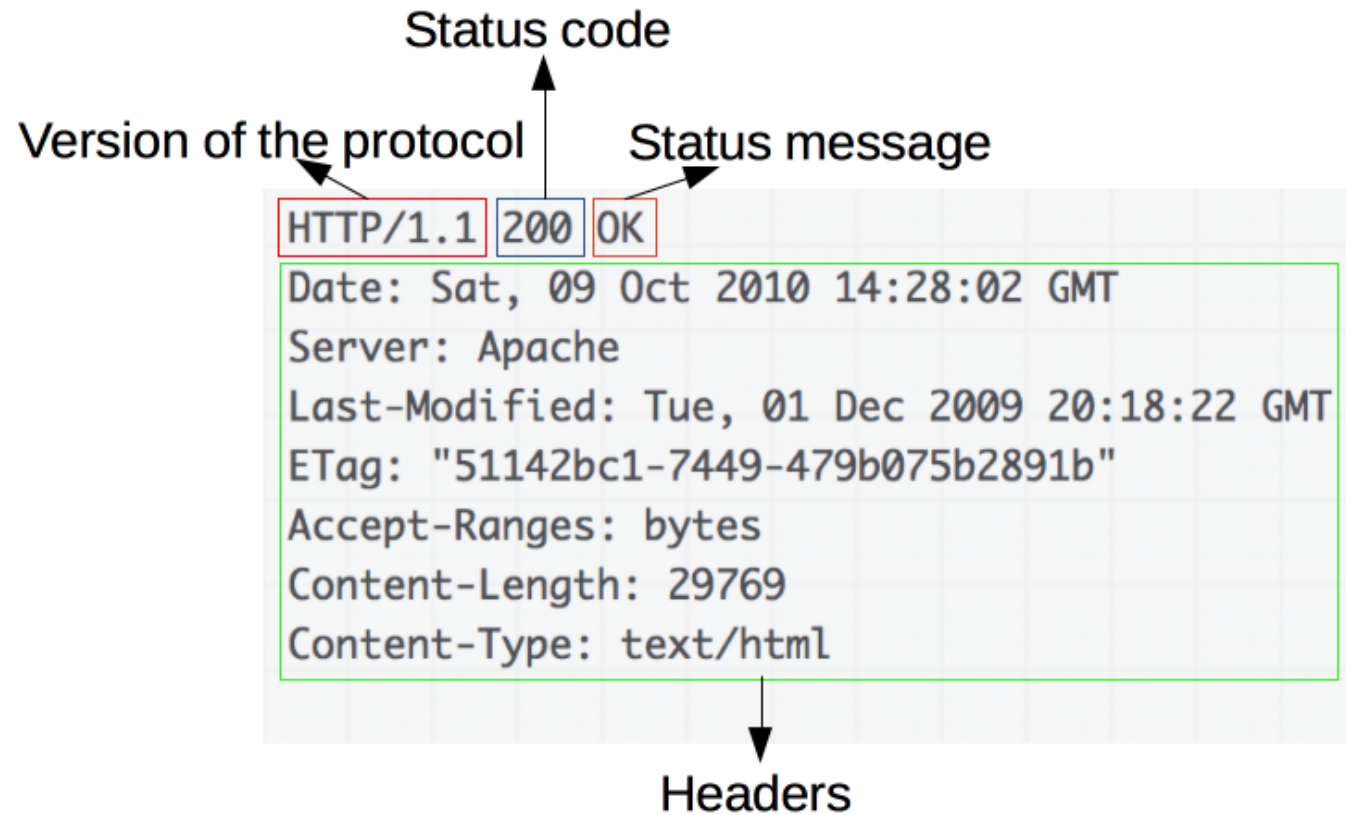 Status code
Version of the protocol
Status message
HTTP/1.1 200 OK
Date: Sat, 09 Oct 2010 14:28:02 GMT
Server: Apache
Last-Modified: Tue, 01 Dec 2009 20:18:22 GMT
ETag: "51142bc1-7449-479b075b2891b"
Accept-Ranges: bytes
Content-Length: 29769
Content-Type: text/html
Headers